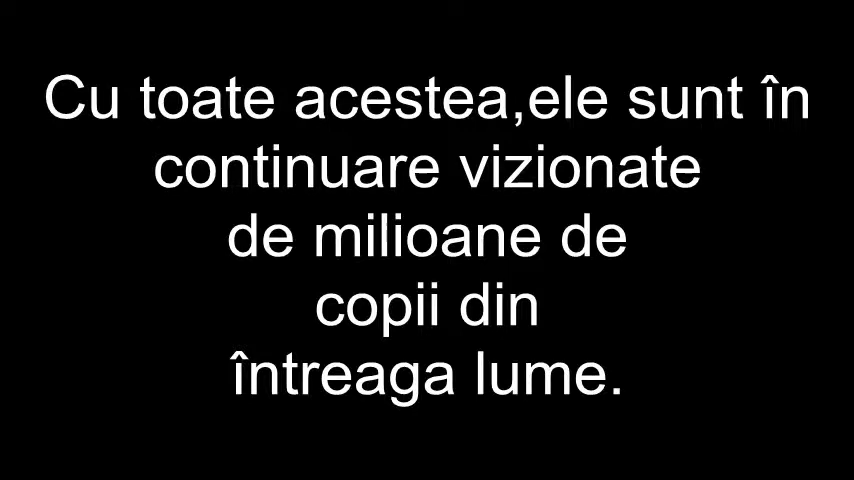 Cu toate acestea,ele sunt în
continuare vizionate
de milioane de
copii din
întreaga lume.